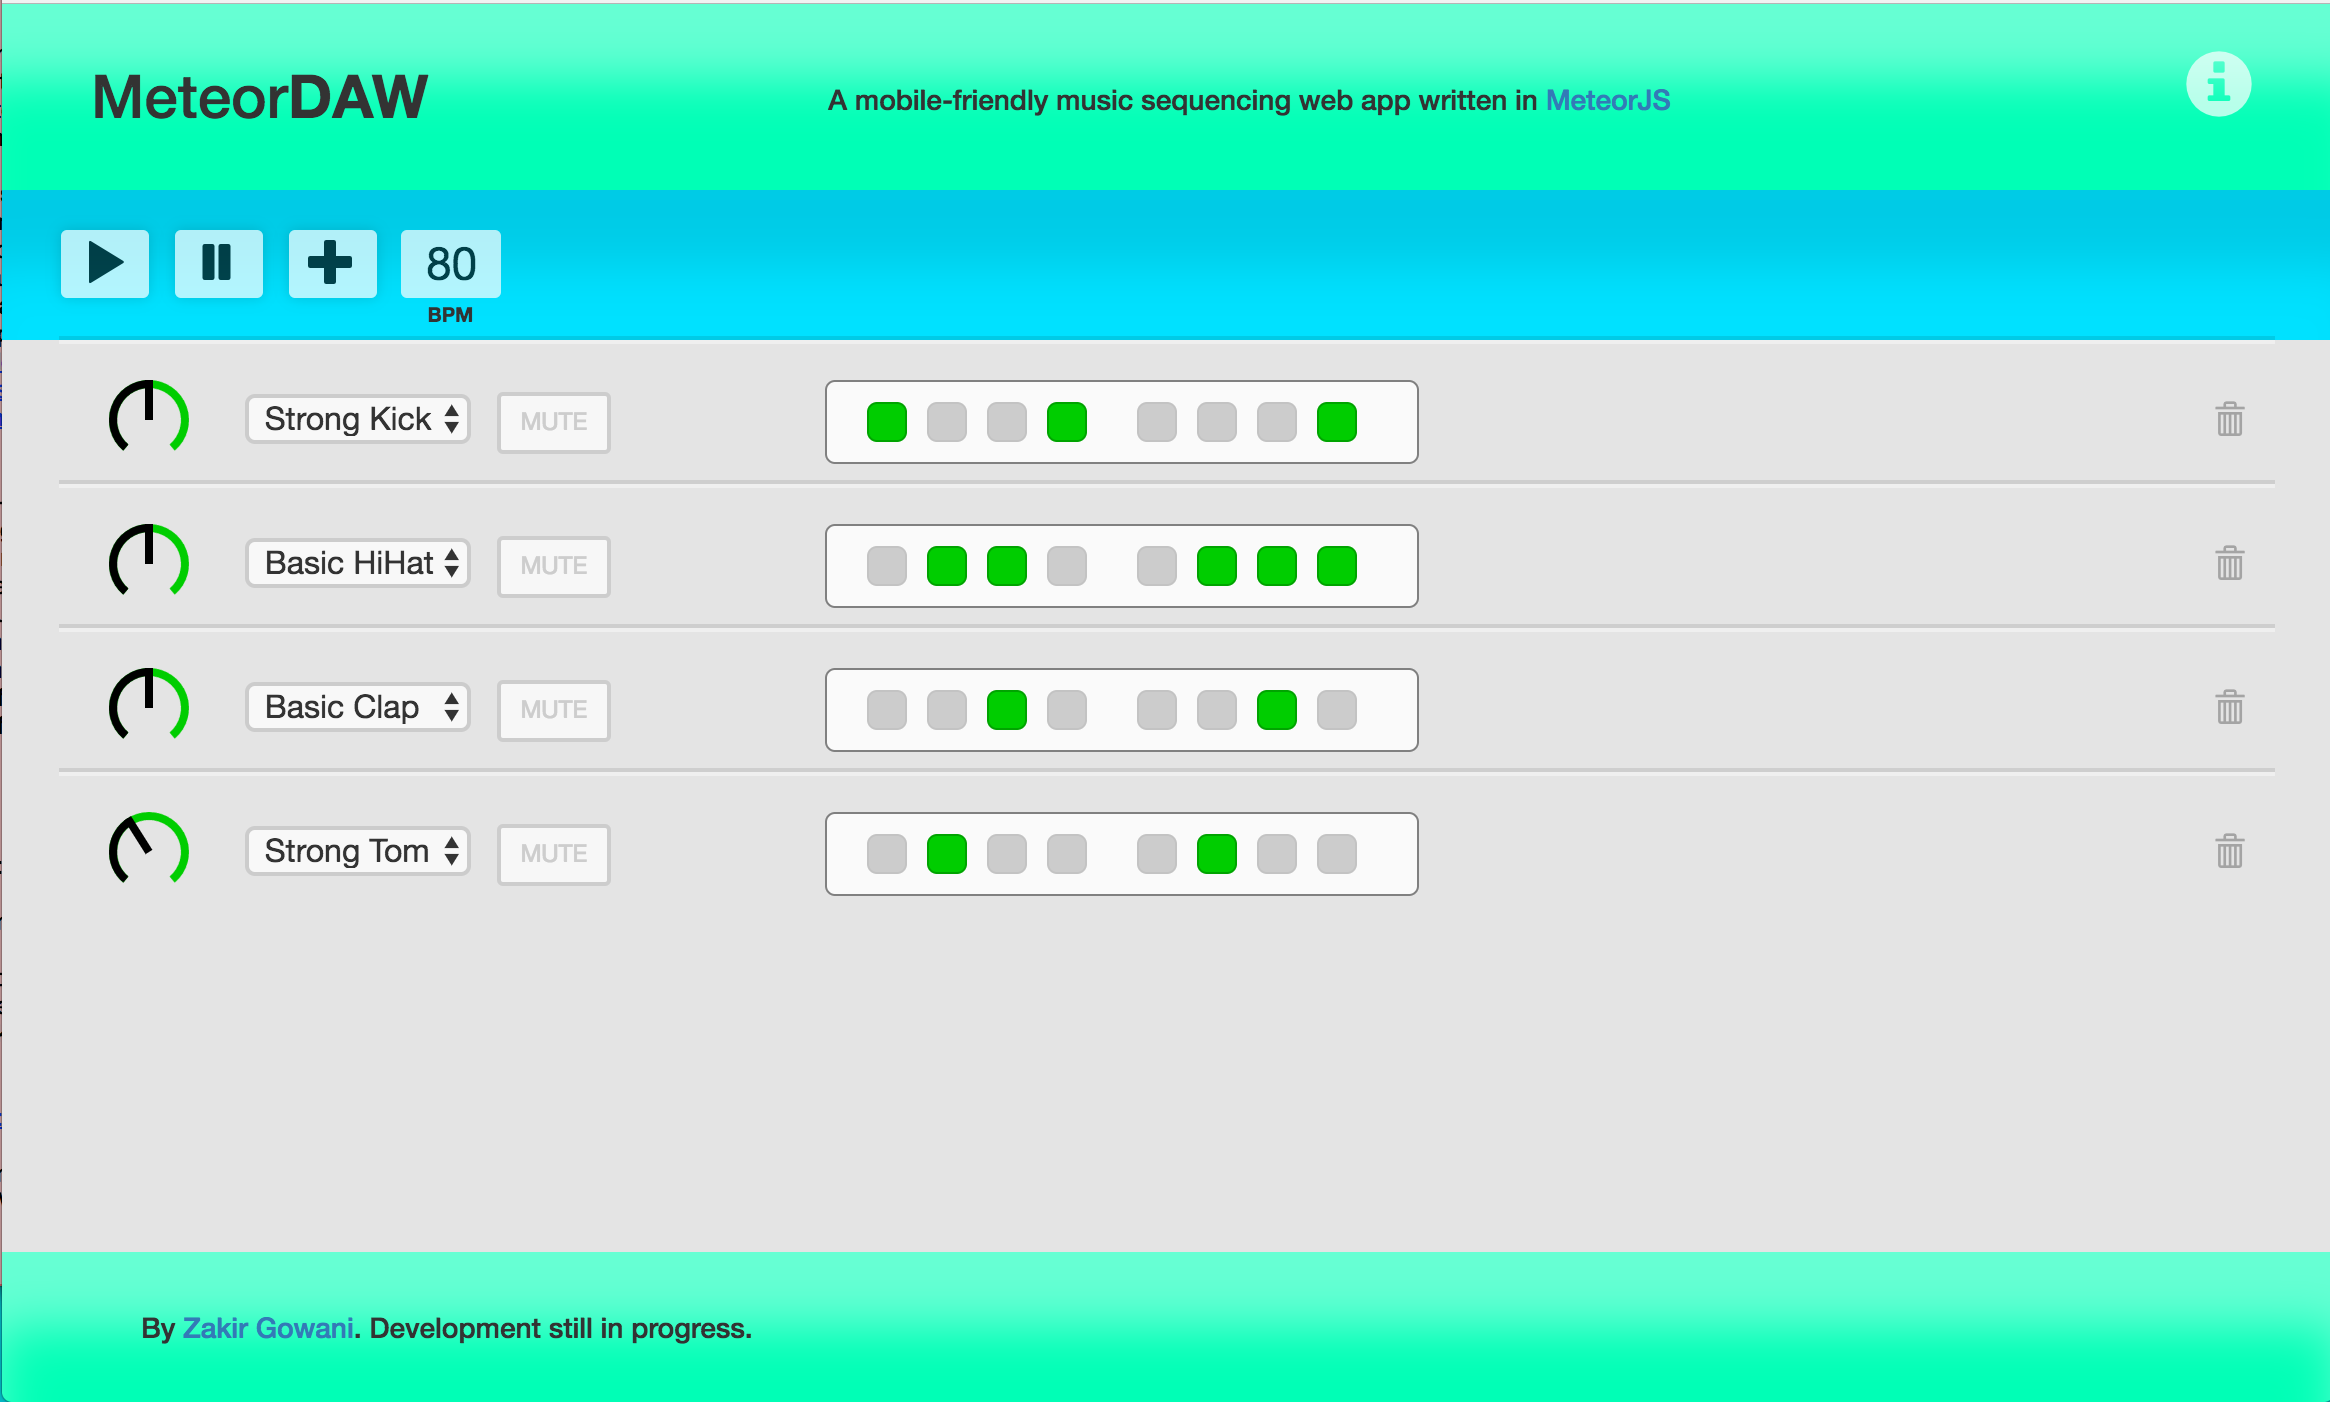 MeteorDAW
A mobile-friendly music sequencing web app written in MeteorJS
80
BPM
Strong Kick
MUTE
Basic HiHat
MUTE
Basic Clap
MUTE
Strong Tom
MUTE
By Zakir Gowani. Development still in progress.